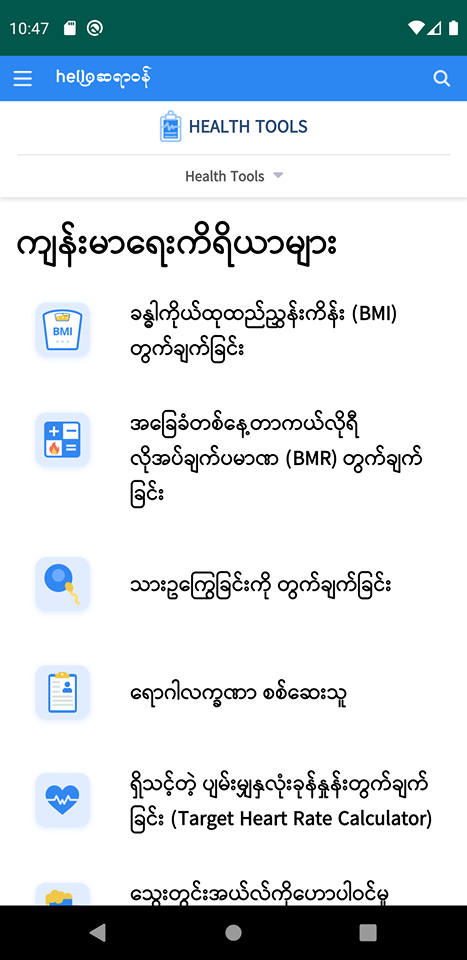 10:47
helloဆရာဝန်
HEALTH TOOLS
Health Tools
ကျန်းမာရေးကိရိယာများ
BMI
ခန္ဓါကိုယ်ထုထည်ညွှန်းကိန်း (BMI)
တွက်ချက်ခြင်း
အခြေခံတစ်နေ့တာကယ်လိုရီ
လိုအပ်ချက်ပမာဏ (BMR) တွက်ချက်
ခြင်း
သားဥကြွေခြင်းကို တွက်ချက်ခြင်း
ရောဂါလက္ခဏာ စစ်ဆေးသူ
ရှိသင့်တဲ့ ပျမ်းမျှနှလုံးခုန်နှုန်းတွက်ချက်
ခြင်း (Target Heart Rate Calculator)
သွေးတွင်းအယ်လ်ကိုဟောပါဝင်မှု